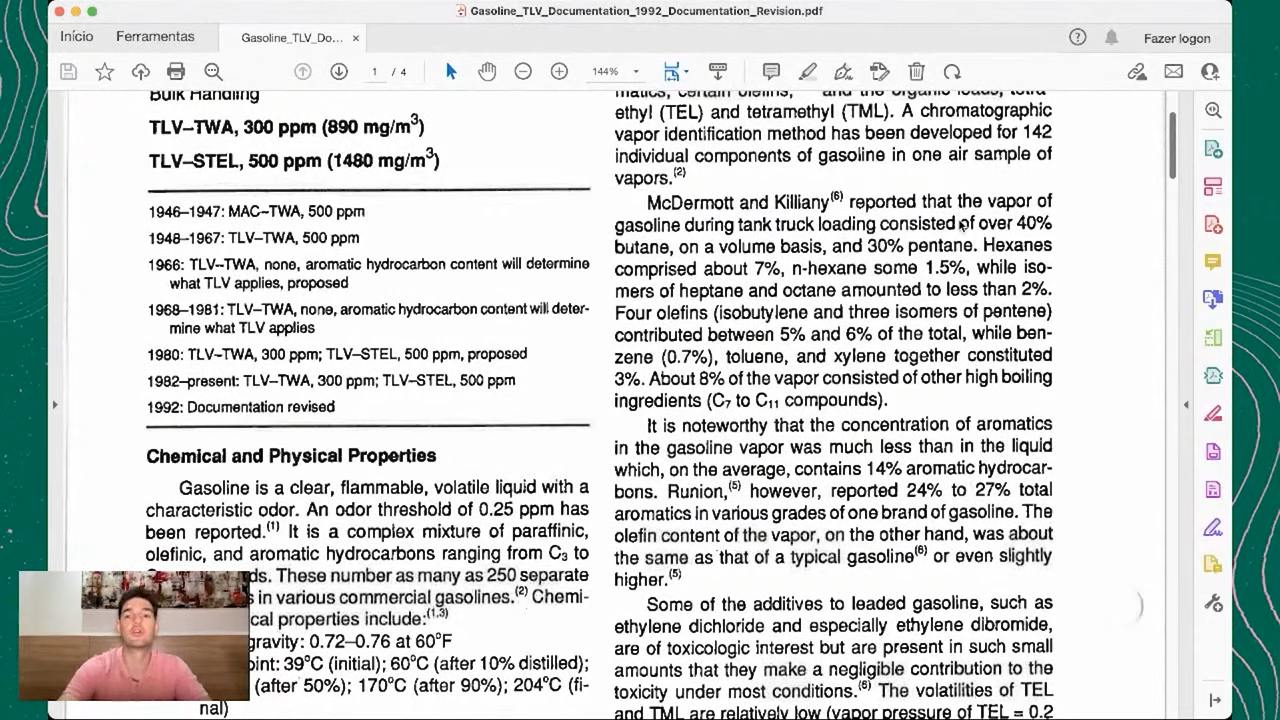 Gasoline_TLV_Documentation_1992_Documentation_Revision.pdf
Início
Ferramentas
Gasoline_TLV_Do...
Fazer logon
1 / 4
144%
Bulk Handling
TLV–TWA, 300 ppm (890 mg/m³)
TLV–STEL, 500 ppm (1480 mg/m³)
1946–1947: MAC–TWA, 500 ppm
1948–1967: TLV–TWA, 500 ppm
1966: TLV–TWA, none, aromatic hydrocarbon content will determine
what TLV applies, proposed
1968–1981: TLV–TWA, none, aromatic hydrocarbon content will deter-
mine what TLV applies
1980: TLV–TWA, 300 ppm; TLV–STEL, 500 ppm, proposed
1982–present: TLV–TWA, 300 ppm; TLV–STEL, 500 ppm
1992: Documentation revised
Chemical and Physical Properties
Gasoline is a clear, flammable, volatile liquid with a
characteristic odor. An odor threshold of 0.25 ppm has
been reported.(1) It is a complex mixture of paraffinic,
olefinic, and aromatic hydrocarbons ranging from C₃ to
ds. These number as many as 250 separate
s in various commercial gasolines.(2) Chemi-
cal properties include:(1,3)
gravity: 0.72–0.76 at 60°F
int: 39°C (initial); 60°C (after 10% distilled);
(after 50%); 170°C (after 90%); 204°C (fi-
nal)
matics, certain olefins, and the organic leads, tetra-
ethyl (TEL) and tetramethyl (TML). A chromatographic
vapor identification method has been developed for 142
individual components of gasoline in one air sample of
vapors.(2)
McDermott and Killiany(6) reported that the vapor of
gasoline during tank truck loading consisted of over 40%
butane, on a volume basis, and 30% pentane. Hexanes
comprised about 7%, n-hexane some 1.5%, while iso-
mers of heptane and octane amounted to less than 2%.
Four olefins (isobutylene and three isomers of pentene)
contributed between 5% and 6% of the total, while ben-
zene (0.7%), toluene, and xylene together constituted
3%. About 8% of the vapor consisted of other high boiling
ingredients (C₇ to C₁₁ compounds).
It is noteworthy that the concentration of aromatics
in the gasoline vapor was much less than in the liquid
which, on the average, contains 14% aromatic hydrocar-
bons. Runion,(5) however, reported 24% to 27% total
aromatics in various grades of one brand of gasoline. The
olefin content of the vapor, on the other hand, was about
the same as that of a typical gasoline(6) or even slightly
higher.(5)
Some of the additives to leaded gasoline, such as
ethylene dichloride and especially ethylene dibromide,
are of toxicologic interest but are present in such small
amounts that they make a negligible contribution to the
toxicity under most conditions.(6) The volatilities of TEL
and TML are relatively low (vapor pressure of TEL = 0.2